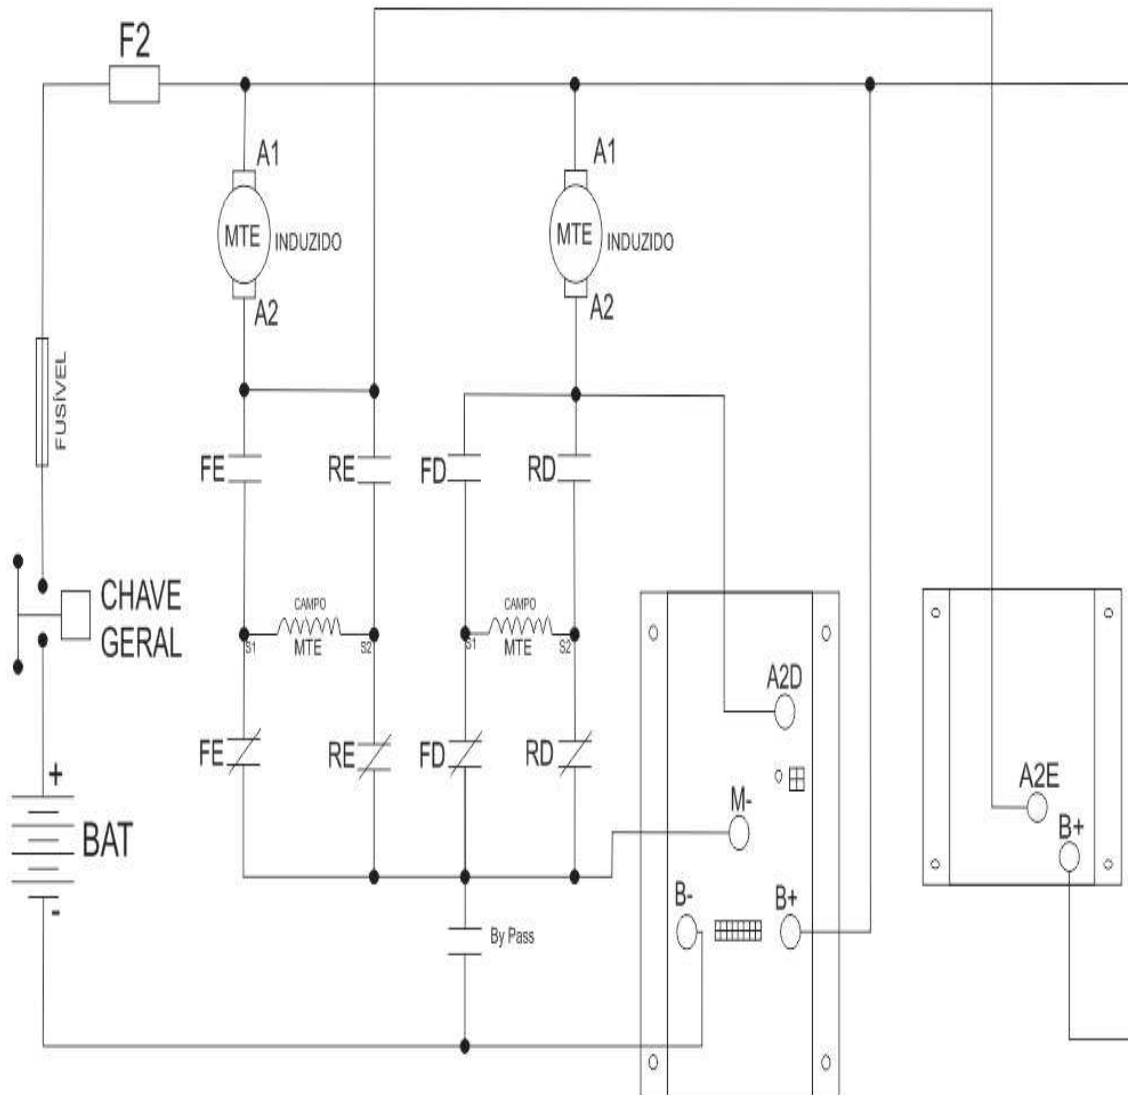 F2
A1
MTE
INDUZIDO
A2
A1
MTE
INDUZIDO
A2
FUSÍVEL
FE
RE
FD
RD
CHAVE
GERAL
CAMPO
S1
MTE
S2
CAMPO
S1
MTE
S2
FE
RE
FD
RD
+
BAT
-
By Pass
A2D
M-
B-
B+
A2E
B+